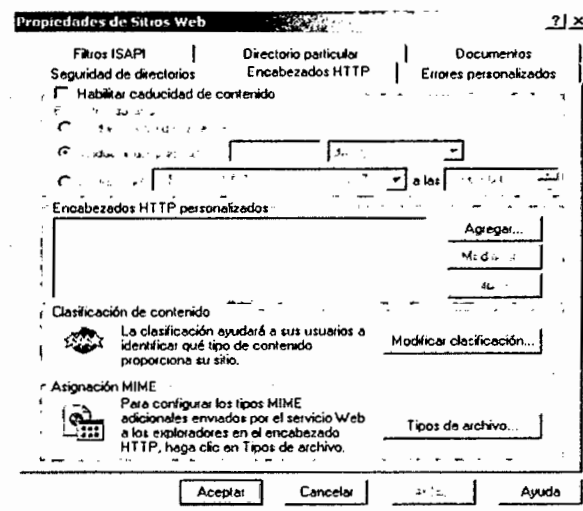 Propiedades de Sitios Web
Filtros ISAPI Directorio particular Documentos
Seguridad de directorios Encabezados HTTP Errores personalizados
Habilitar caducidad de contenido
a las
Encabezados HTTP personalizados
Agregar...
Clasificación de contenido
La clasificación ayudará a sus usuarios a
identificar qué tipo de contenido
proporciona su sitio.
Modificar clasificación...
Asignación MIME
Para configurar los tipos MIME
adicionales enviados por el servicio Web
a los exploradores en el encabezado
HTTP, haga clic en Tipos de archivo.
Tipos de archivo...
Aceptar Cancelar Ayuda